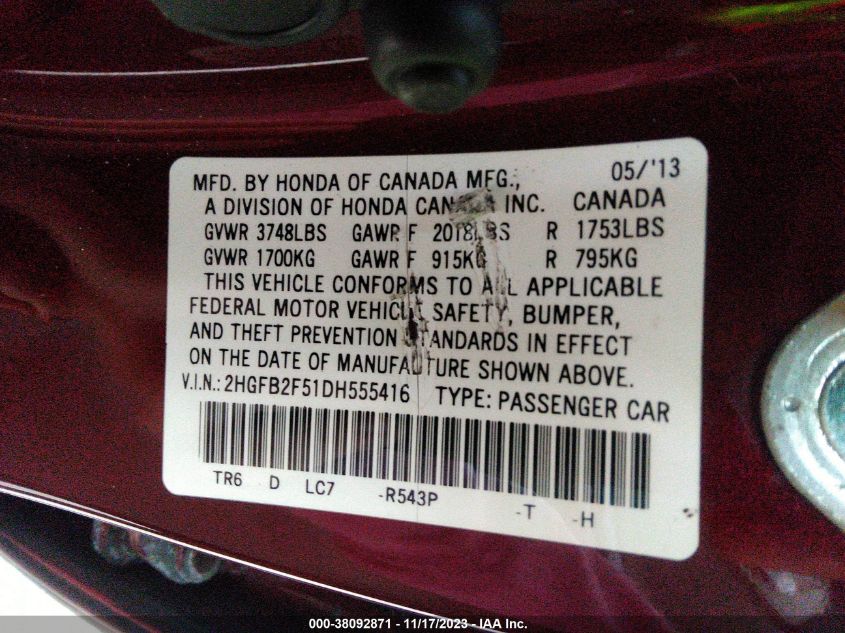 MFD. BY HONDA OF CANADA MFG., 05/'13
A DIVISION OF HONDA CANADA INC. CANADA
GVWR 3748LBS GAWR F 2018LBS R 1753LBS
GVWR 1700KG GAWR F 915KG R 795KG
THIS VEHICLE CONFORMS TO ALL APPLICABLE
FEDERAL MOTOR VEHICLE SAFETY, BUMPER,
AND THEFT PREVENTION STANDARDS IN EFFECT
ON THE DATE OF MANUFACTURE SHOWN ABOVE.
V.I.N.: 2HGFB2F51DH555416 TYPE: PASSENGER CAR
TR6 D LC7 -R543P -T -H
000-38092871 - 11/17/2023 - IAA Inc.